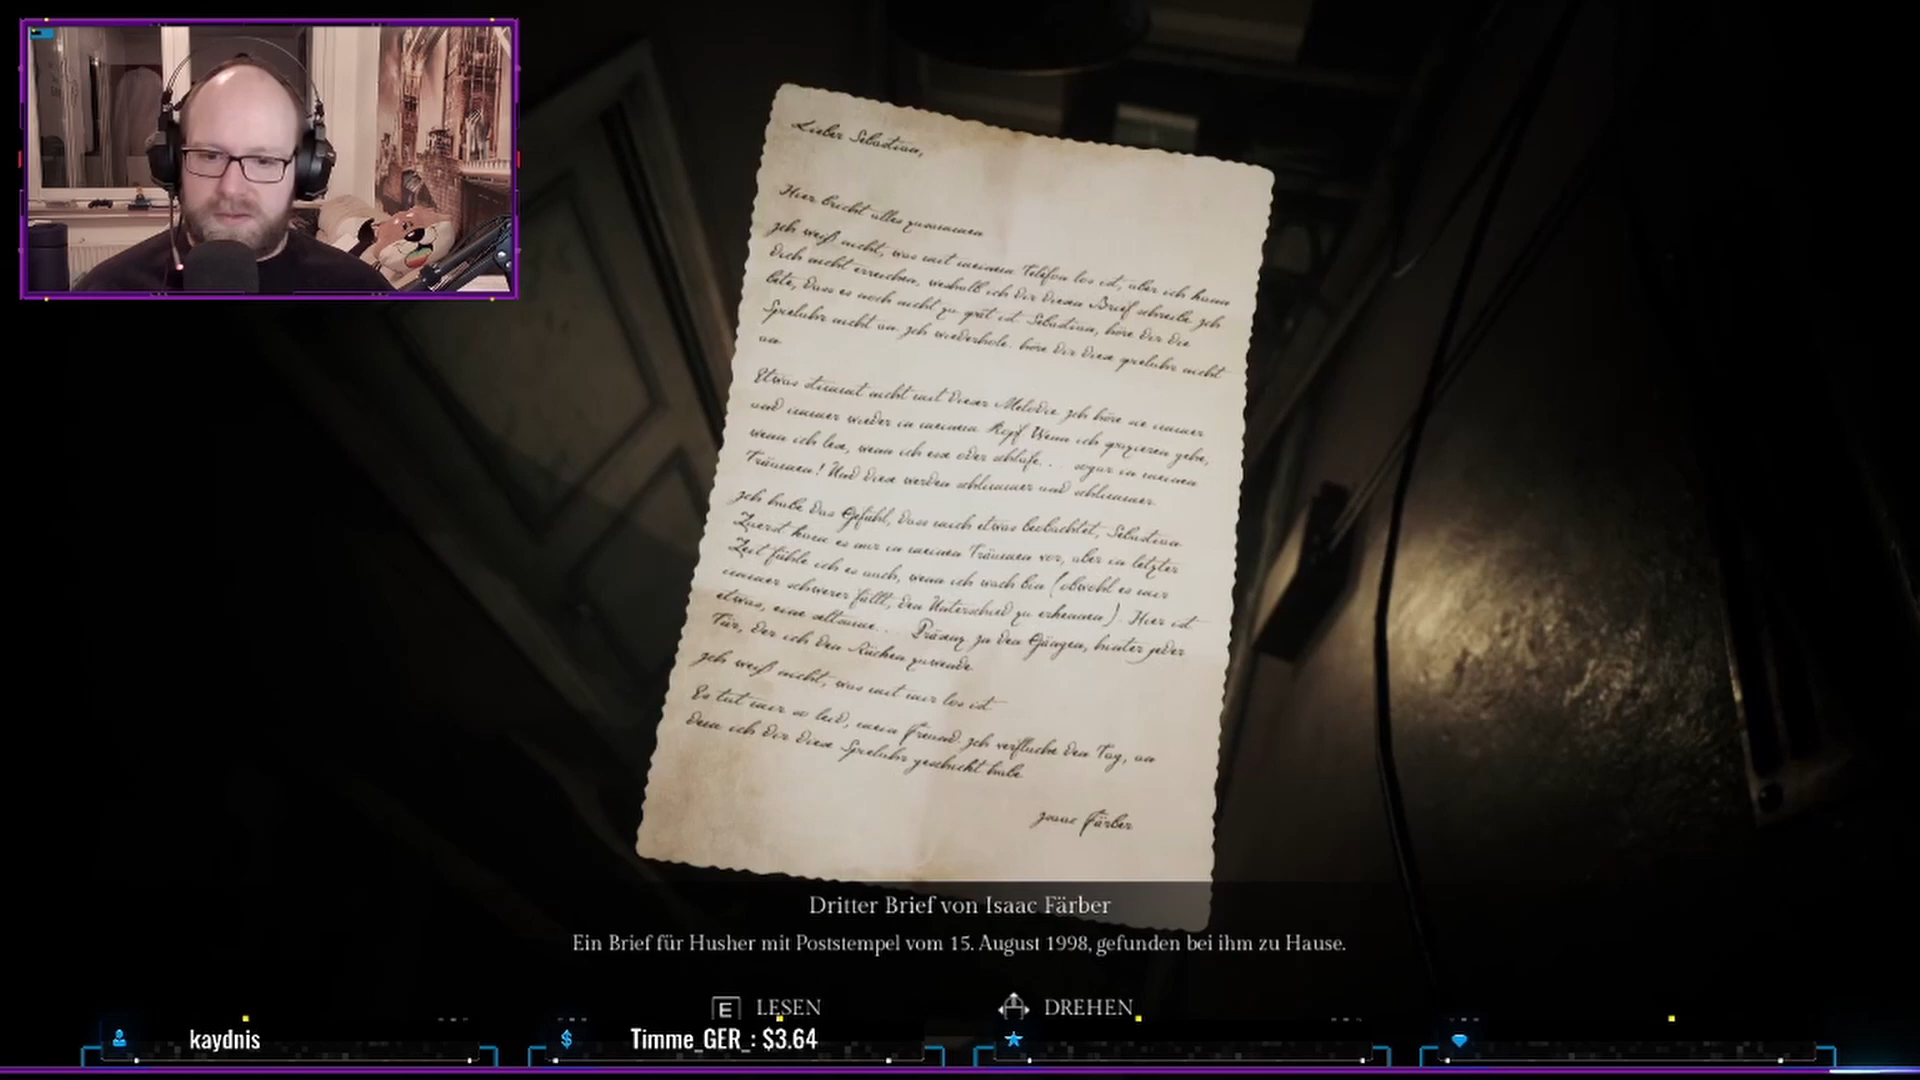 Lieber Sebastian,
Hier bricht alles zusammen
Ich weiß nicht, was mit meinem Telefon los ist, aber ich kann
Dich nicht erreichen, weshalb ich dir diesen Brief schreibe Ich
bete, dass es noch nicht zu spät ist Sebastian, höre dir die
Spieluhr nicht an Ich wiederhole. höre dir diese spieluhr nicht
an
Etwas stimmt nicht mit dieser Melodie Ich höre sie immer
und immer wieder in meinem Kopf Wenn ich spazieren gehe,
wenn ich lese, wenn ich esse oder schlafe... sogar in meinen
Träumen! Und diese werden schlimmer und schlimmer.
Ich habe das Gefühl, dass mich etwas beobachtet, Sebastian
Zuerst kam es nur in meinen Träumen vor, aber in letzter
Zeit fühle ich es auch, wenn ich wach bin (obwohl es mir
immer schwerer fällt, den Unterschied zu erkennen). Hier ist
etwas, eine seltsame... Präsenz In den Gängen, hinter jeder
Tür, der ich den Rücken zuwende
Ich weiß nicht, was mit mir los ist
Es tut mir so leid, mein Freund. Ich verfluche den Tag, an
dem ich dir diese Spieluhr geschickt habe
Isaac Färber
Dritter Brief von Isaac Färber
Ein Brief für Husher mit Poststempel vom 15. August 1998, gefunden bei ihm zu Hause.
E LESEN DREHEN
kaydnis Timme_GER_: $3.64